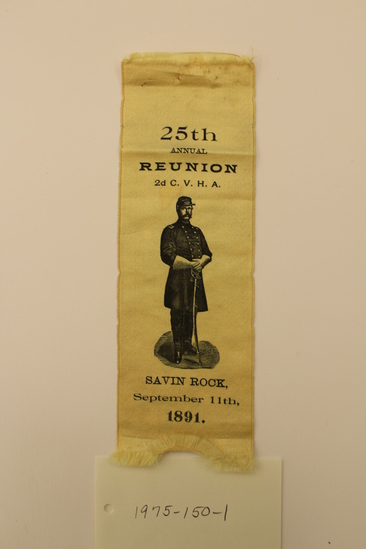 25th
ANNUAL
REUNION
2d C. V. H. A.
SAVIN ROCK,
September 11th,
1891.
1975-150-1